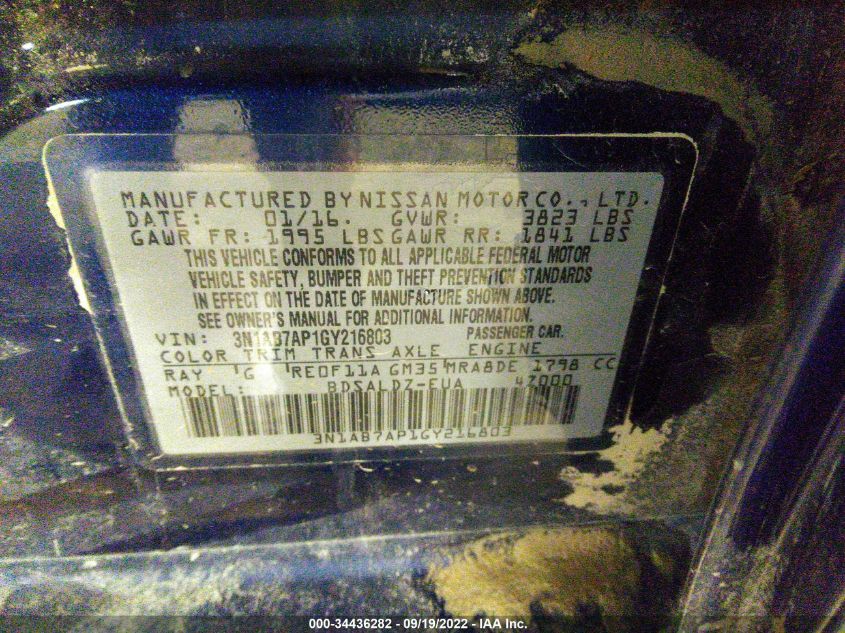 MANUFACTURED BY NISSAN MOTOR CO., LTD.
DATE: 01/16. GVWR: 3823 LBS
GAWR FR: 1995 LBS GAWR RR: 1841 LBS
THIS VEHICLE CONFORMS TO ALL APPLICABLE FEDERAL MOTOR
VEHICLE SAFETY, BUMPER AND THEFT PREVENTION STANDARDS
IN EFFECT ON THE DATE OF MANUFACTURE SHOWN ABOVE.
SEE OWNER'S MANUAL FOR ADDITIONAL INFORMATION.
VIN: 3N1AB7AP1GY216803 PASSENGER CAR.
COLOR TRIM TRANS AXLE ENGINE
RAY G RE0F11A GM35 MRA8DE 1798 CC
MODEL: BDSALDZ-EUA 4Z000
3N1AB7AP1GY216803
000-34436282 - 09/19/2022 - IAA Inc.